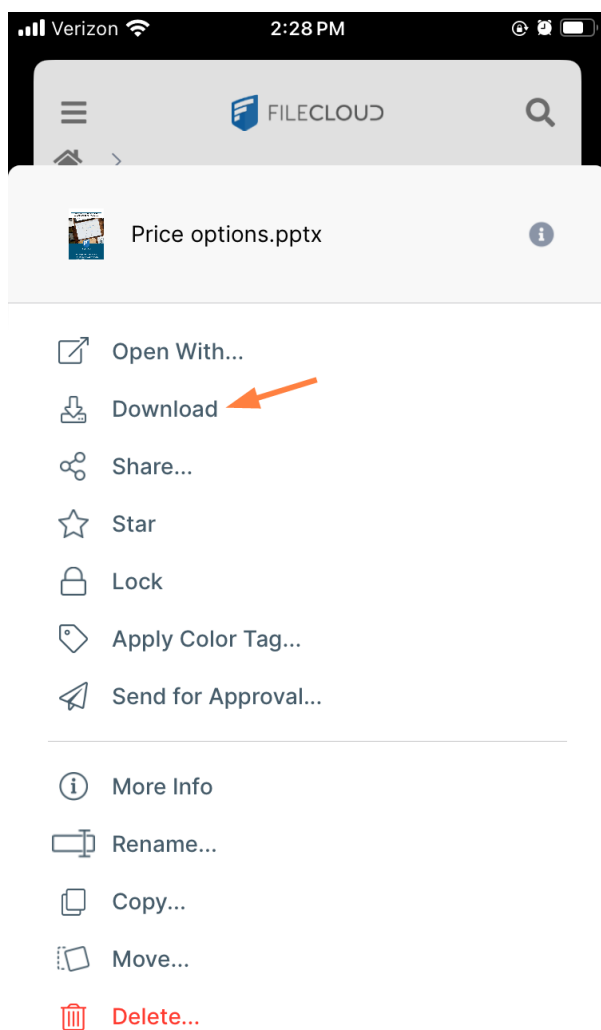 Verizon 2:28 PM
FILECLOUD
Price options.pptx
Open With...
Download
Share...
Star
Lock
Apply Color Tag...
Send for Approval...
More Info
Rename...
Copy...
Move...
Delete...